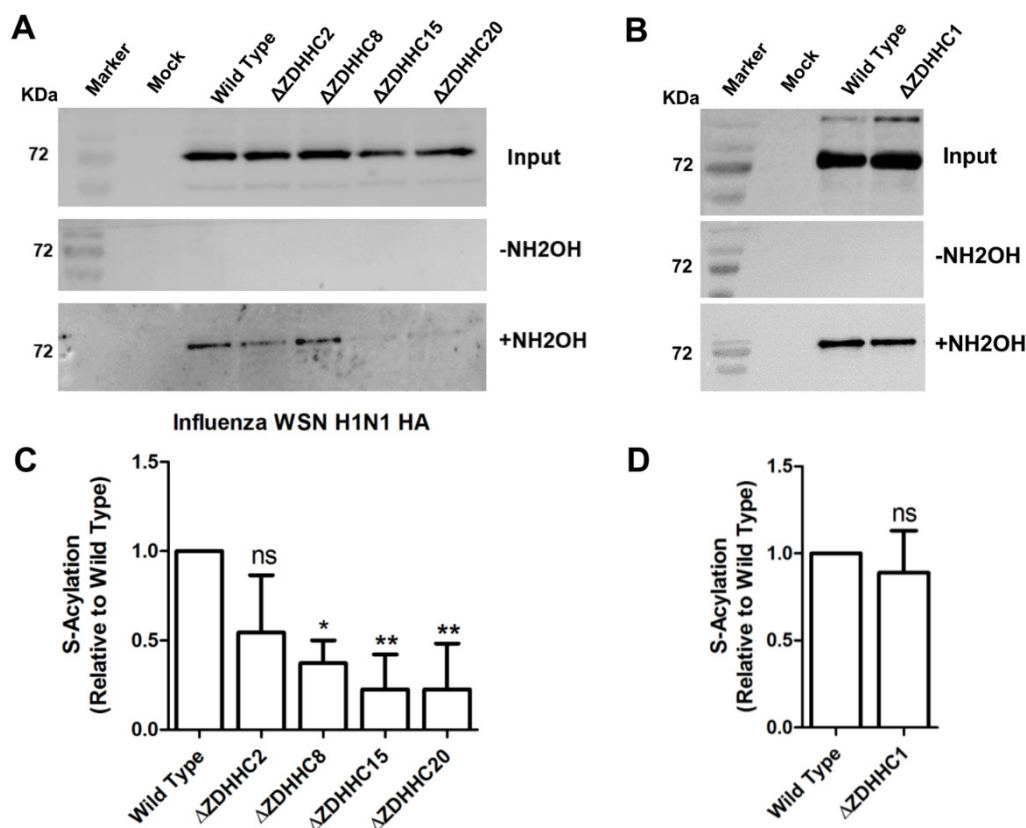 A
Marker
Mock
Wild Type
ΔZDHHC2
ΔZDHHC8
ΔZDHHC15
ΔZDHHC20
KDa
72
Input
72
-NH2OH
72
+NH2OH
Influenza WSN H1N1 HA
B
Marker
Mock
Wild Type
ΔZDHHC1
KDa
72
Input
72
-NH2OH
72
+NH2OH
C
S-Acylation
(Relative to Wild Type)
1.5
1.0
0.5
0.0
ns
*
**
**
Wild Type
ΔZDHHC2
ΔZDHHC8
ΔZDHHC15
ΔZDHHC20
D
S-Acylation
(Relative to Wild Type)
1.5
1.0
0.5
0.0
ns
Wild Type
ΔZDHHC1